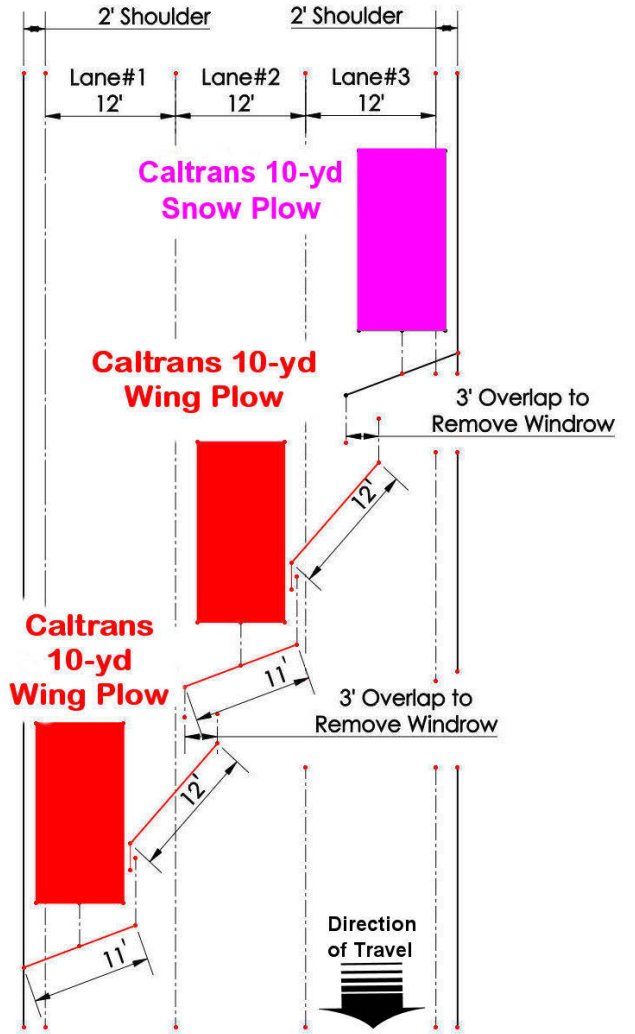 2' Shoulder
2' Shoulder
Lane#1
12'
Lane#2
12'
Lane#3
12'
Caltrans 10-yd
Snow Plow
Caltrans 10-yd
Wing Plow
3' Overlap to
Remove Windrow
12'
11'
Caltrans
10-yd
Wing Plow
3' Overlap to
Remove Windrow
12'
11'
Direction
of Travel